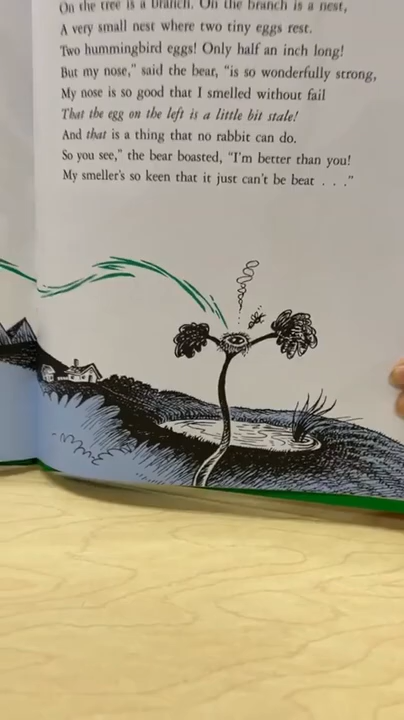 On the tree is a branch. On the branch is a nest,
A very small nest where two tiny eggs rest.
Two hummingbird eggs! Only half an inch long!
But my nose,” said the bear, “is so wonderfully strong,
My nose is so good that I smelled without fail
That the egg on the left is a little bit stale!
And that is a thing that no rabbit can do.
So you see,” the bear boasted, “I'm better than you!
My smeller's so keen that it just can't be beat . . .”